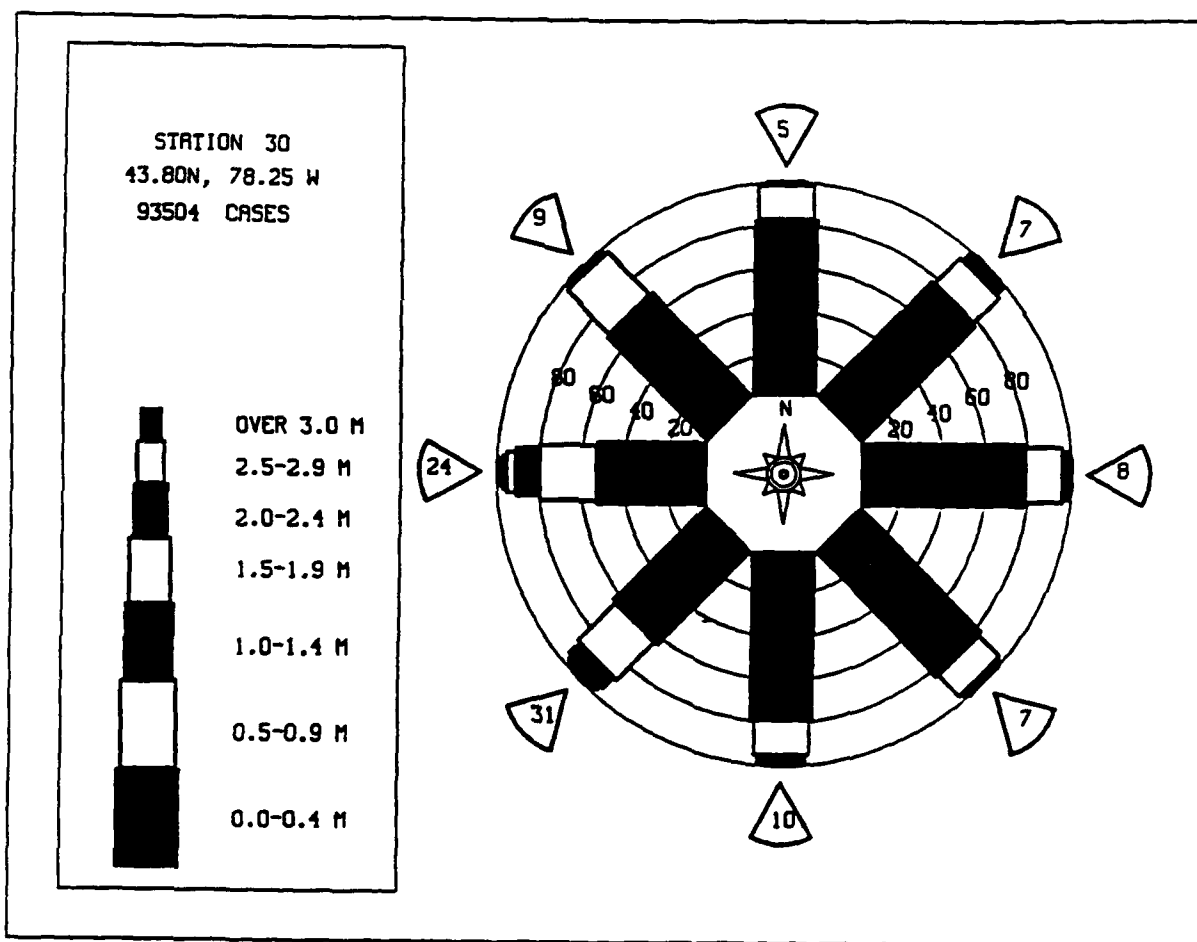 STATION 30
43.80N, 78.25 W
93504 CASES
OVER 3.0 M
2.5-2.9 M
2.0-2.4 M
1.5-1.9 M
1.0-1.4 M
0.5-0.9 M
0.0-0.4 M
5
9
7
80
60
40
20
N
20
40
60
80
24
8
31
7
10